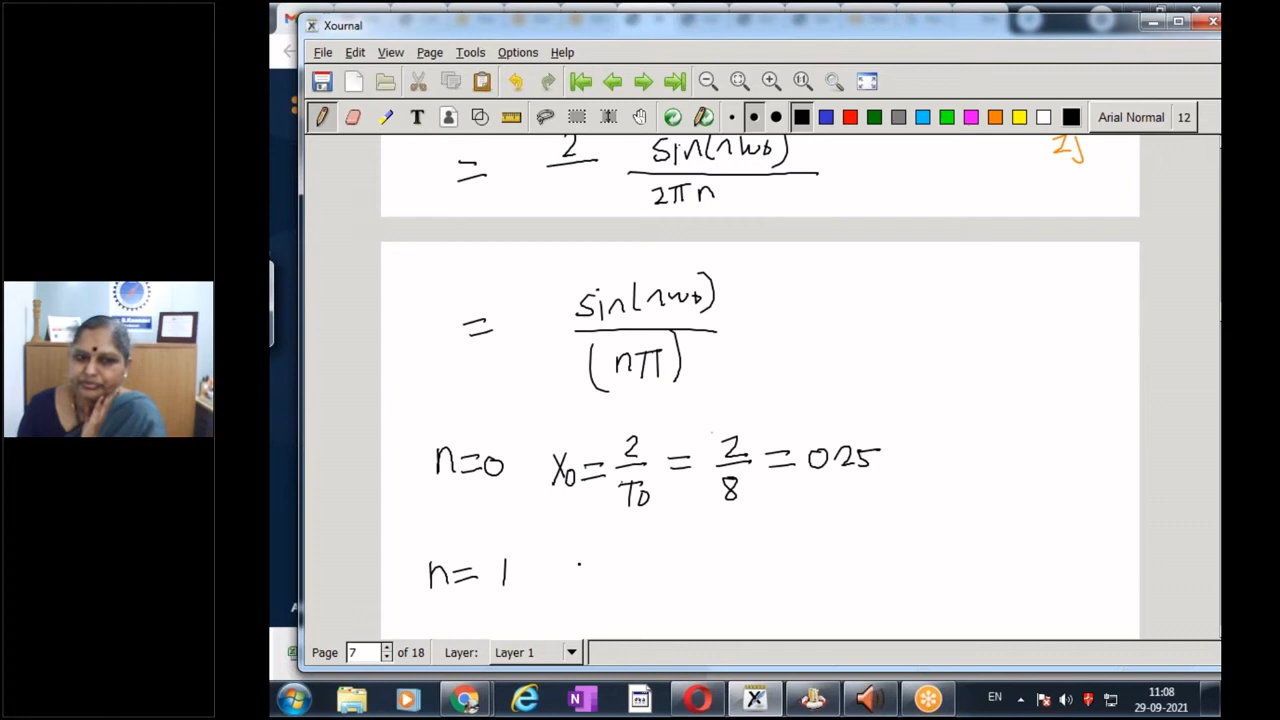 Xournal
File Edit View Page Tools Options Help
Arial Normal 12
= 2 sin(nω₀)
2πn
2j
= sin(nω₀)
(nπ)
n=0 X0 = 2/T0 = 2/8 = 0.25
n= 1
Page 7 of 18 Layer: Layer 1
EN 11:08
29-09-2021